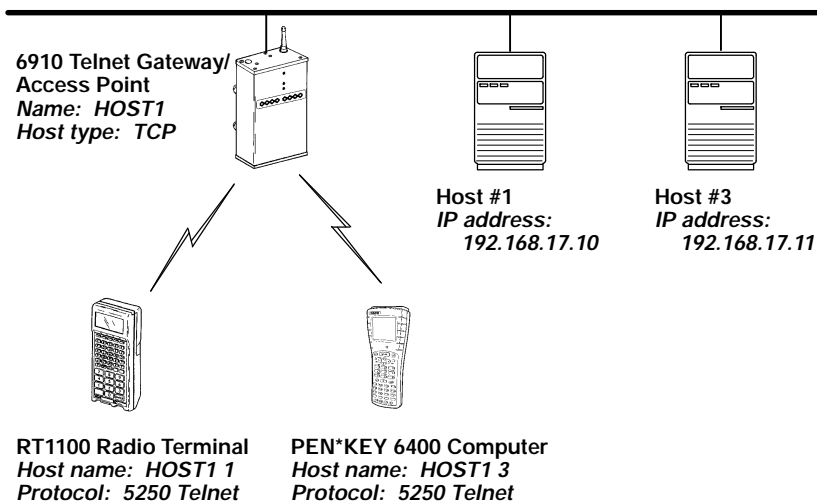 6910 Telnet Gateway/
Access Point
Name: HOST1
Host type: TCP
Host #1
IP address:
192.168.17.10
Host #3
IP address:
192.168.17.11
RT1100 Radio Terminal
Host name: HOST1 1
Protocol: 5250 Telnet
PEN*KEY 6400 Computer
Host name: HOST1 3
Protocol: 5250 Telnet